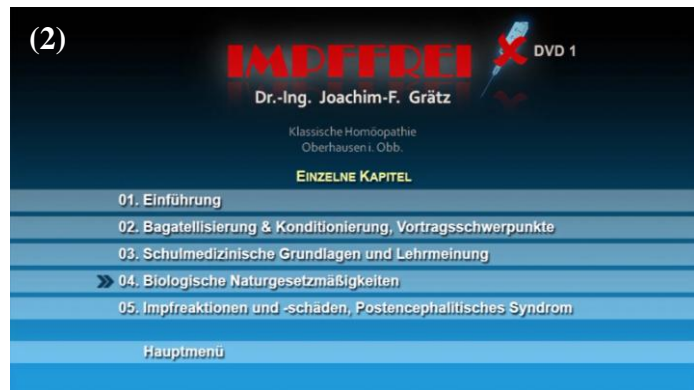 (2)
IMPFFREI
DVD 1
Dr.-Ing. Joachim-F. Grätz
Klassische Homöopathie
Oberhausen i. Obb.
EINZELNE KAPITEL
01. Einführung
02. Bagatellisierung & Konditionierung, Vortragsschwerpunkte
03. Schulmedizinische Grundlagen und Lehrmeinung
04. Biologische Naturgesetzmäßigkeiten
05. Impfreaktionen und -schäden, Postencephalitisches Syndrom
Hauptmenü